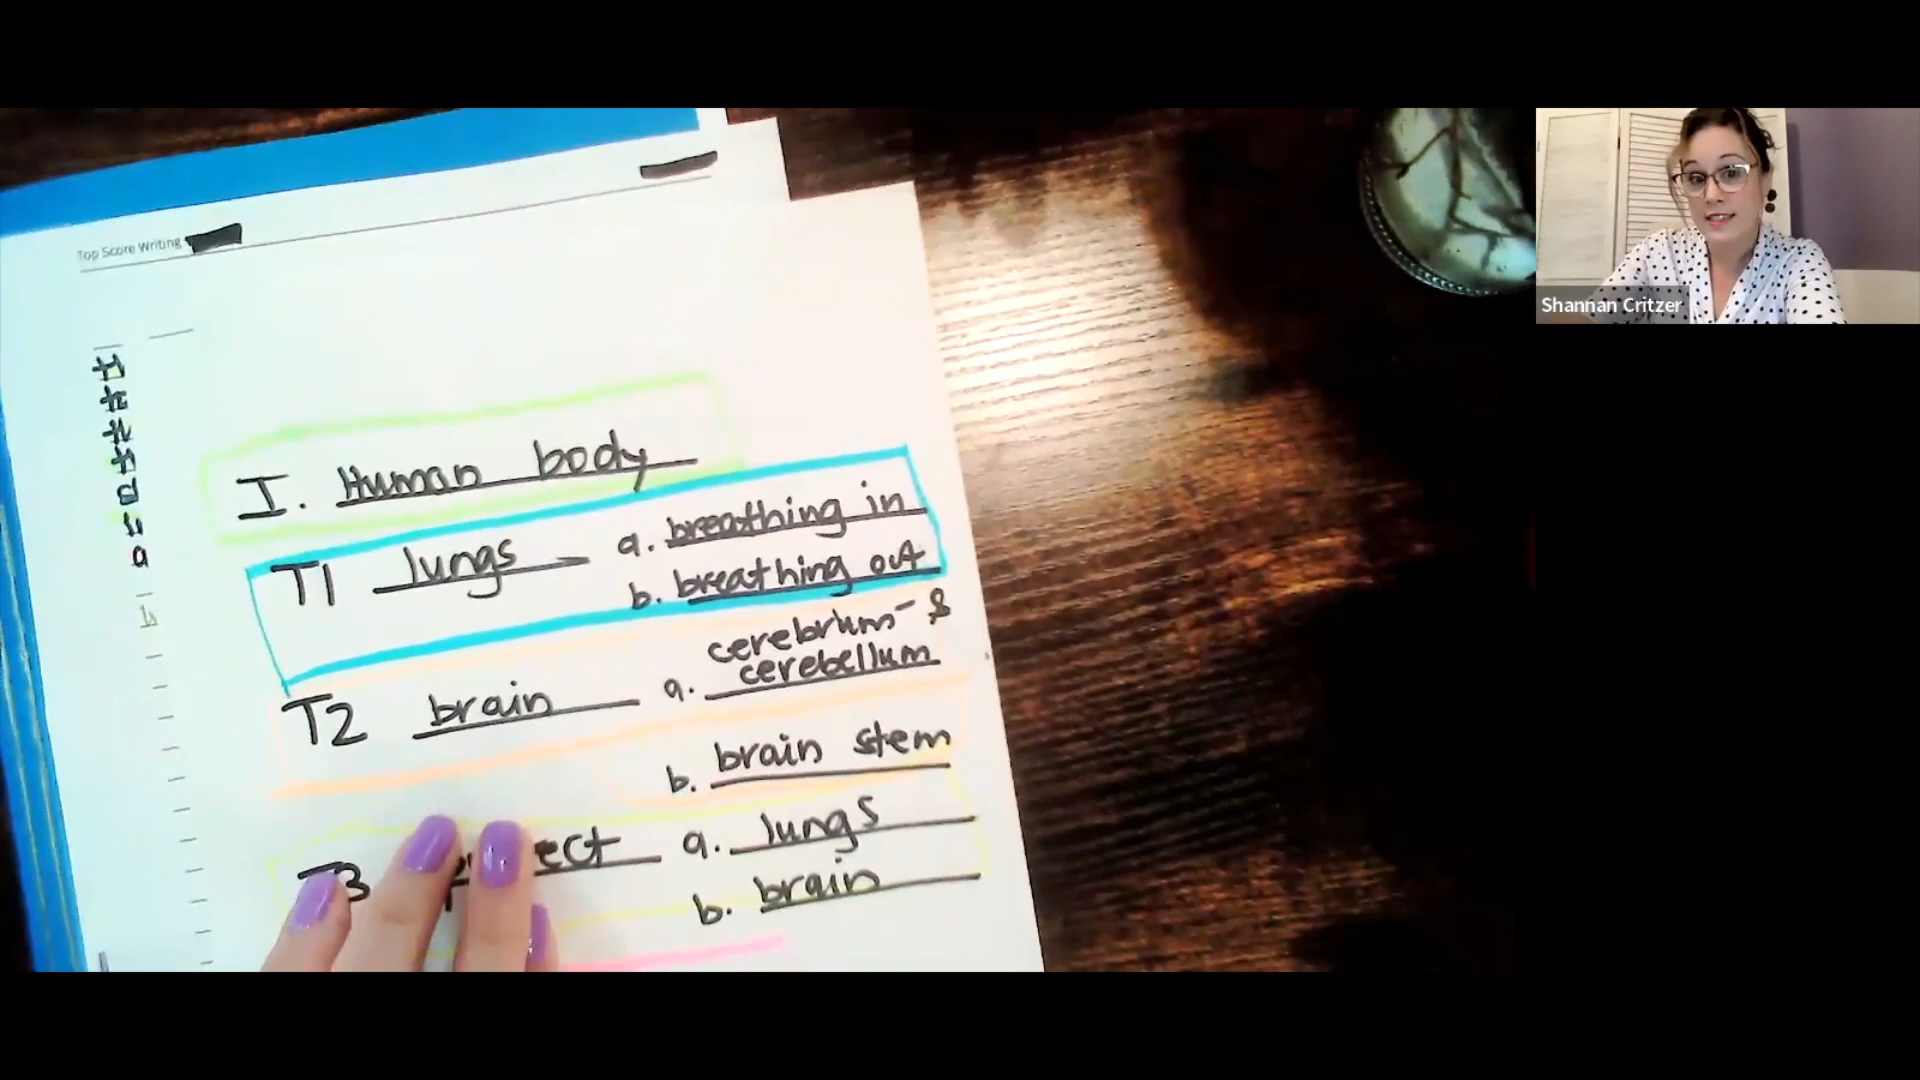 Top Score Writing
I. Human body
T1 lungs a. breathing in
b. breathing out
cerebrum - &
T2 brain a. cerebellum
b. brain stem
T3 a. lungs
b. brain
Shannan Critzer